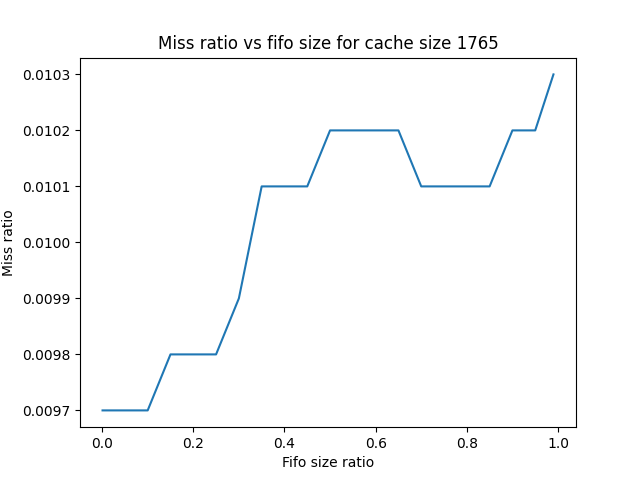 Miss ratio vs fifo size for cache size 1765
0.0103
0.0102
0.0101
0.0100
0.0099
0.0098
0.0097
Miss ratio
0.0 0.2 0.4 0.6 0.8 1.0
Fifo size ratio